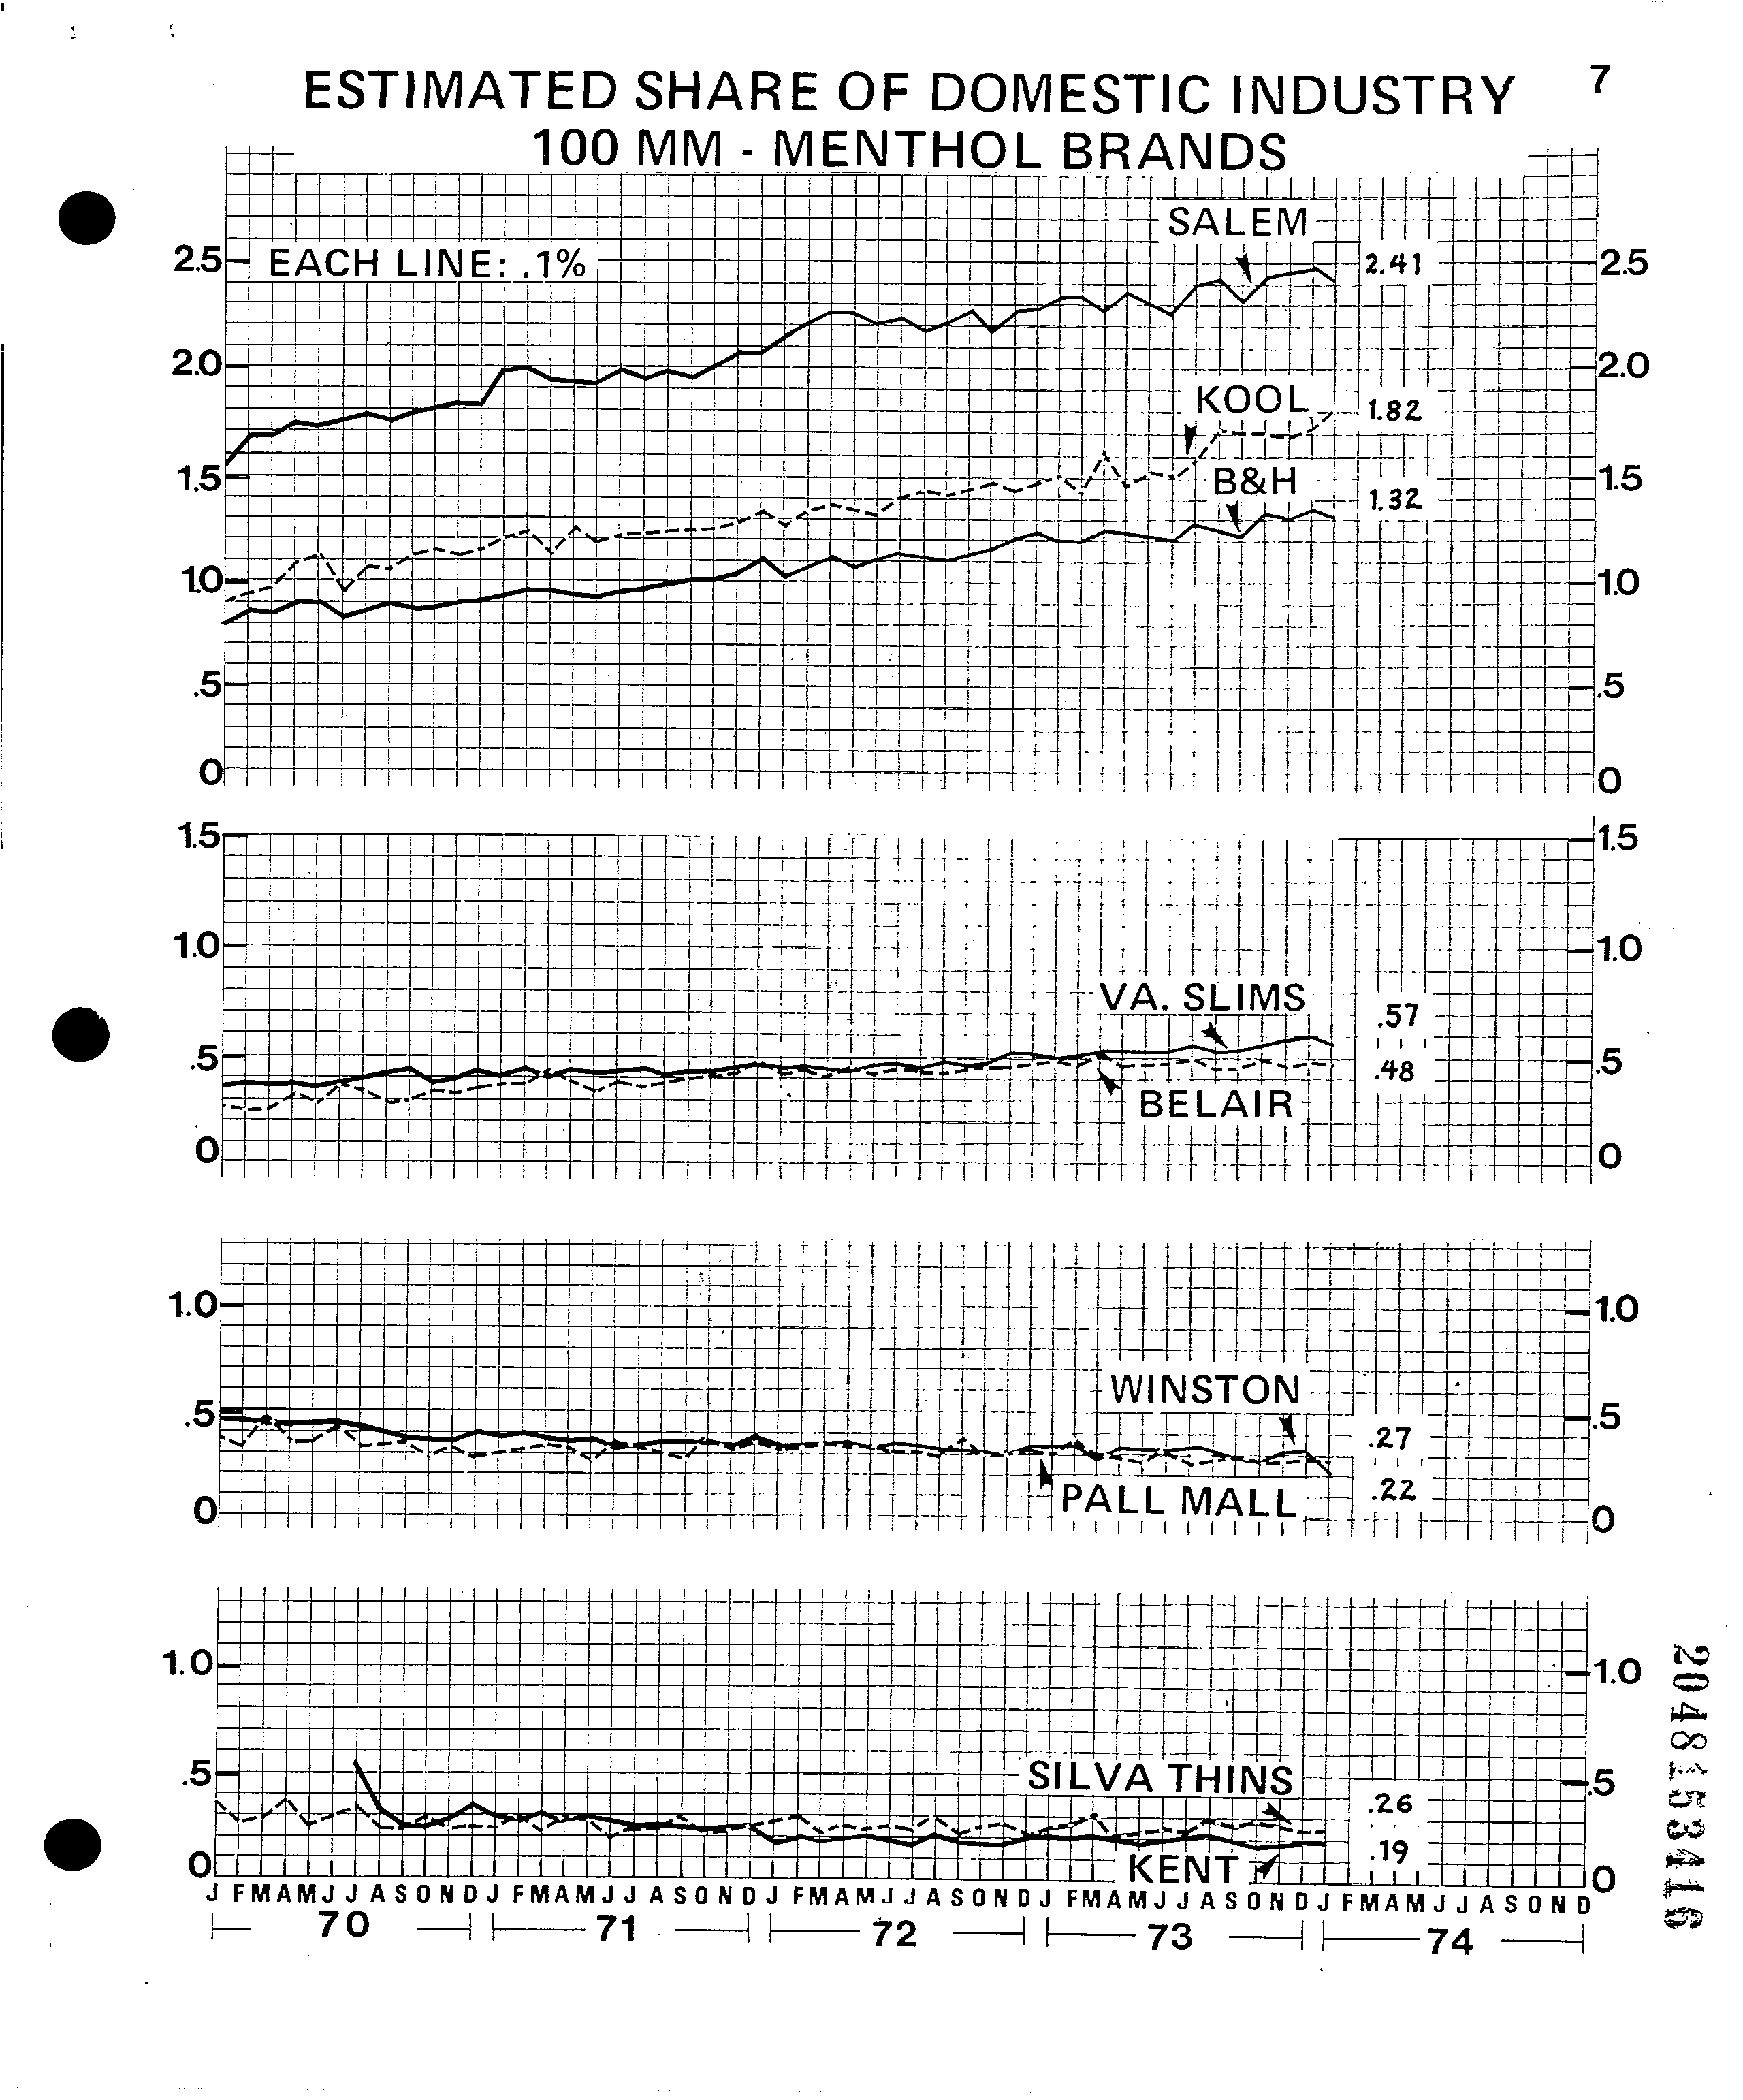 7
ESTIMATED SHARE OF DOMESTIC INDUSTRY
100 MM - MENTHOL BRANDS
SALEM
2.5 EACH LINE: .1% 2.41 2.5
2.0 2.0
KOOL 1.82
1.5 B&H 1.5
1.32
1.0 1.0
.5 .5
0 0
1.5 1.5
1.0 1.0
VA. SLIMS .57
.5 .5
.48
BELAIR
0 0
1.0 1.0
WINSTON
.5 .5
.27
PALL MALL .22
0 0
1.0 1.0
.5 SILVA THINS .5
.26
KENT .19
0 0
J F M A M J J A S O N D J F M A M J J A S O N D J F M A M J J A S O N D J F M A M J J A S O N D J F M A M J J A S O N D
70 71 72 73 74
2048153416